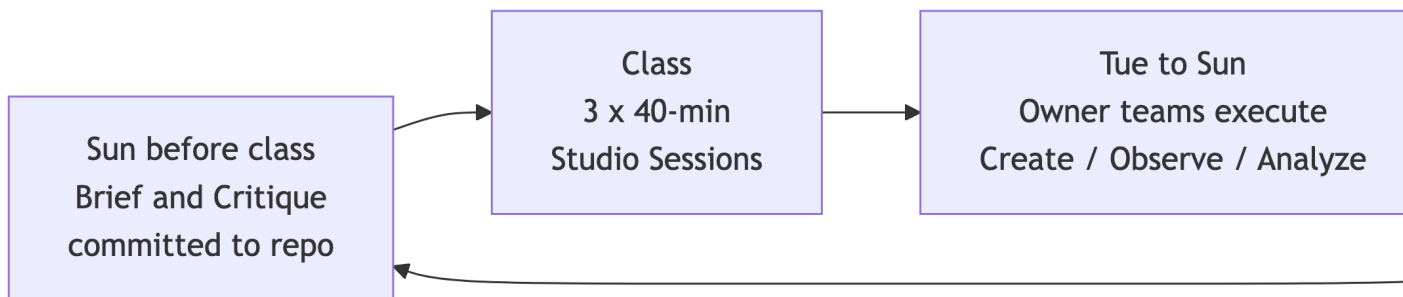 Sun before class
Brief and Critique
committed to repo
Class
3 x 40-min
Studio Sessions
Tue to Sun
Owner teams execute
Create / Observe / Analyze